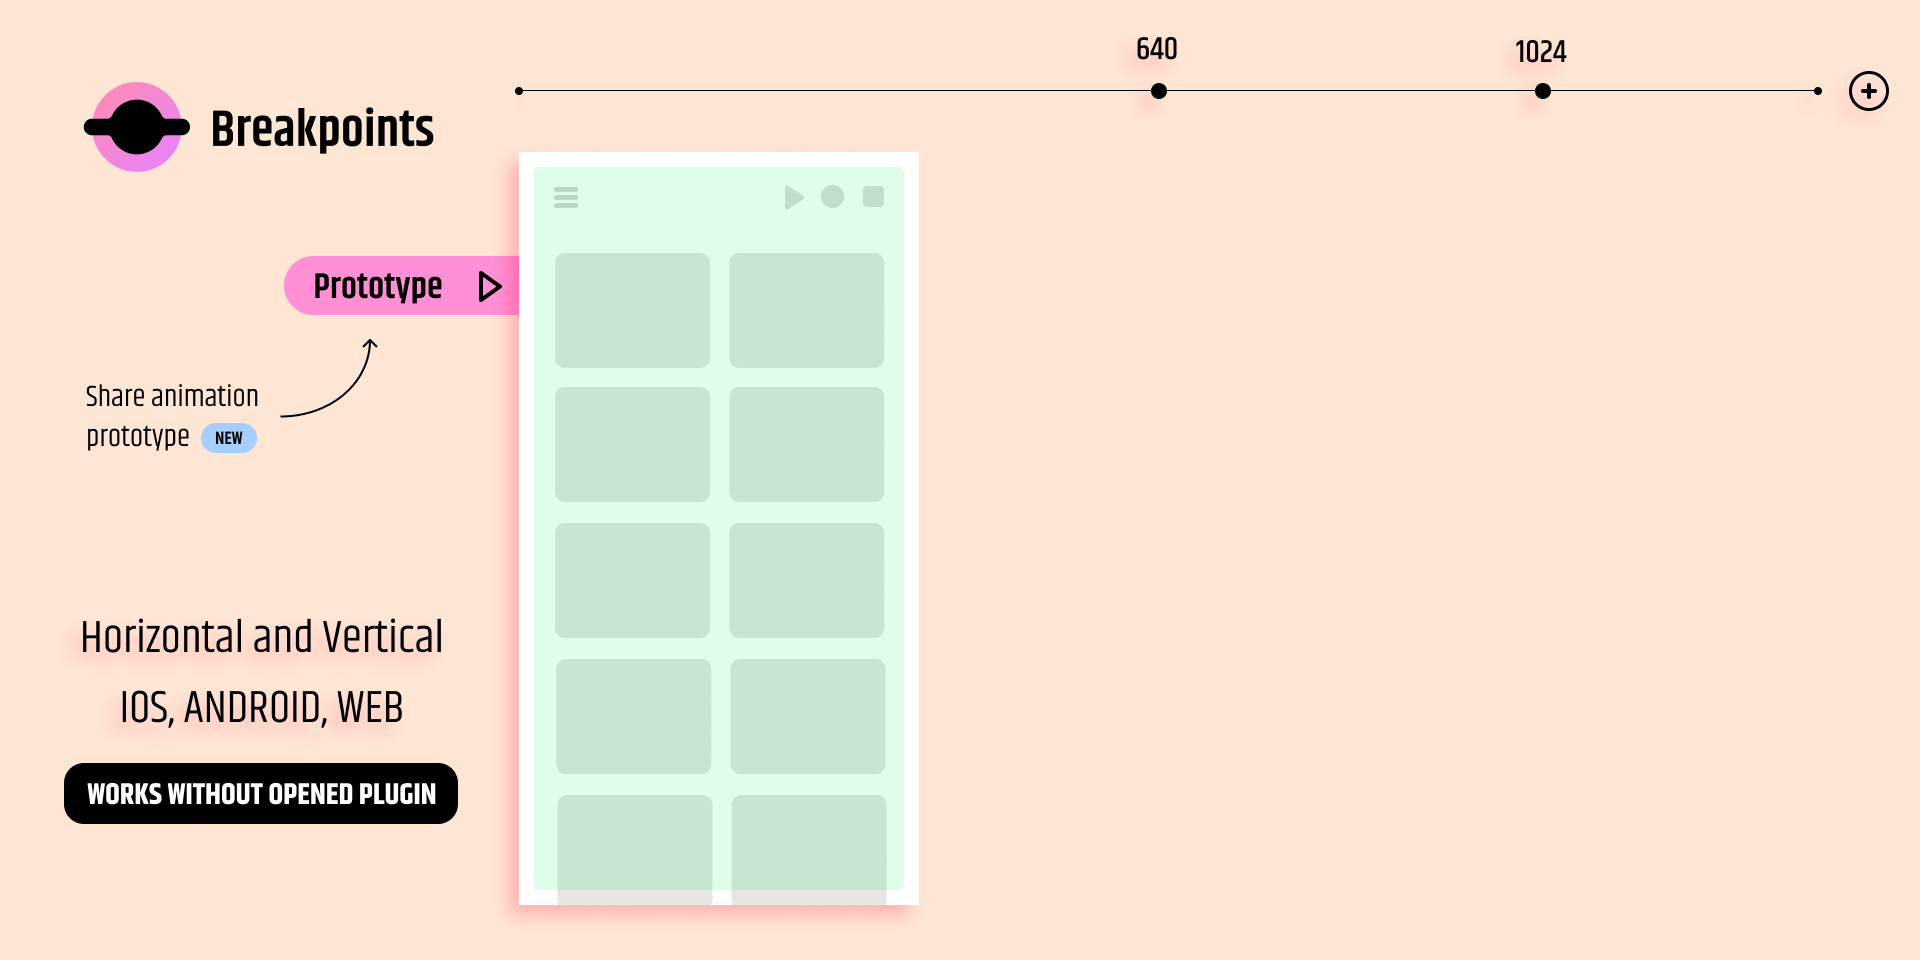 Breakpoints
640
1024
Prototype
Share animation
prototype NEW
Horizontal and Vertical
IOS, ANDROID, WEB
WORKS WITHOUT OPENED PLUGIN